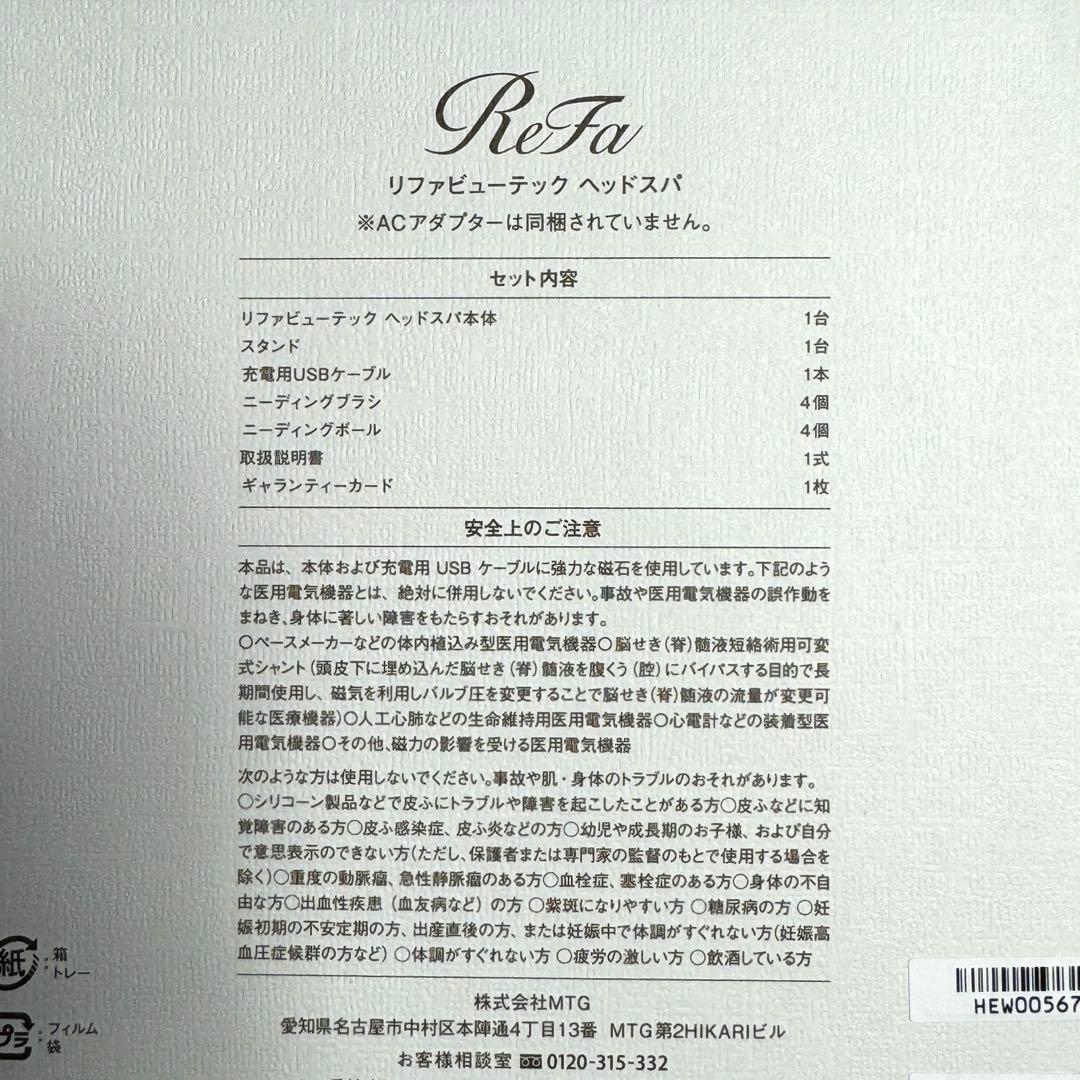 ReFa
リファビューテック ヘッドスパ
※ACアダプターは同梱されていません。
セット内容
リファビューテック ヘッドスパ本体 1台
スタンド 1台
充電用USBケーブル 1本
ニーディングブラシ 4個
ニーディングボール 4個
取扱説明書 1式
ギャランティーカード 1枚
安全上のご注意
本品は、本体および充電用 USB ケーブルに強力な磁石を使用しています。下記のよう
な医用電気機器とは、絶対に併用しないでください。事故や医用電気機器の誤作動を
まねき、身体に著しい障害をもたらすおそれがあります。
○ペースメーカーなどの体内植込み型医用電気機器○脳せき(脊)髄液短絡術用可変
式シャント(頭皮下に埋め込んだ脳せき(脊)髄液を腹くう(腔)にバイパスする目的で長
期間使用し、磁気を利用しバルブ圧を変更することで脳せき(脊)髄液の流量が変更可
能な医療機器)○人工心肺などの生命維持用医用電気機器○心電計などの装着型医
用電気機器○その他、磁力の影響を受ける医用電気機器
次のような方は使用しないでください。事故や肌・身体のトラブルのおそれがあります。
○シリコーン製品などで皮ふにトラブルや障害を起こしたことがある方○皮ふなどに知
覚障害のある方○皮ふ感染症、皮ふ炎などの方○幼児や成長期のお子様、および自分
で意思表示のできない方(ただし、保護者または専門家の監督のもとで使用する場合を
除く)○重度の動脈瘤、急性静脈瘤のある方○血栓症、塞栓症のある方○身体の不自
由な方○出血性疾患(血友病など)の方○紫斑になりやすい方○糖尿病の方○妊
娠初期の不安定期の方、出産直後の方、または妊娠中で体調がすぐれない方(妊娠高
血圧症候群の方など)○体調がすぐれない方○疲労の激しい方○飲酒している方
株式会社MTG
愛知県名古屋市中村区本陣通4丁目13番 MTG第2HIKARIビル
お客様相談室 0120-315-332
紙
箱
トレー
プラ
フィルム
袋
HEW00567